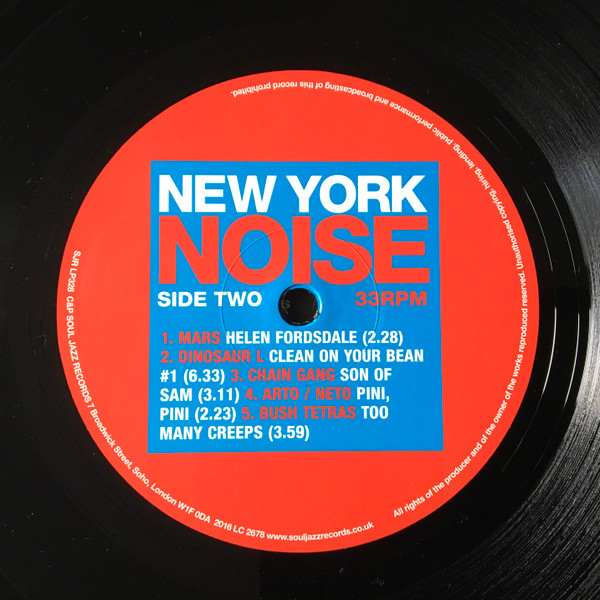 NEW YORK
NOISE
SIDE TWO 33RPM
1. MARS HELEN FORDSDALE (2.28)
2. DINOSAUR L CLEAN ON YOUR BEAN
#1 (6.33) 3. CHAIN GANG SON OF
SAM (3.11) 4. ARTO / NETO PINI,
PINI (2.23) 5. BUSH TETRAS TOO
MANY CREEPS (3.59)
SJR LP328 C&P SOUL JAZZ RECORDS 7 Broadwick Street, Soho, London W1F 0DA 2016 LC 2678 www.souljazzrecords.co.uk
All rights of the producer and of the owner of the works reproduced reserved. Unauthorised copying, hiring, lending, public performance and broadcasting of this record prohibited.